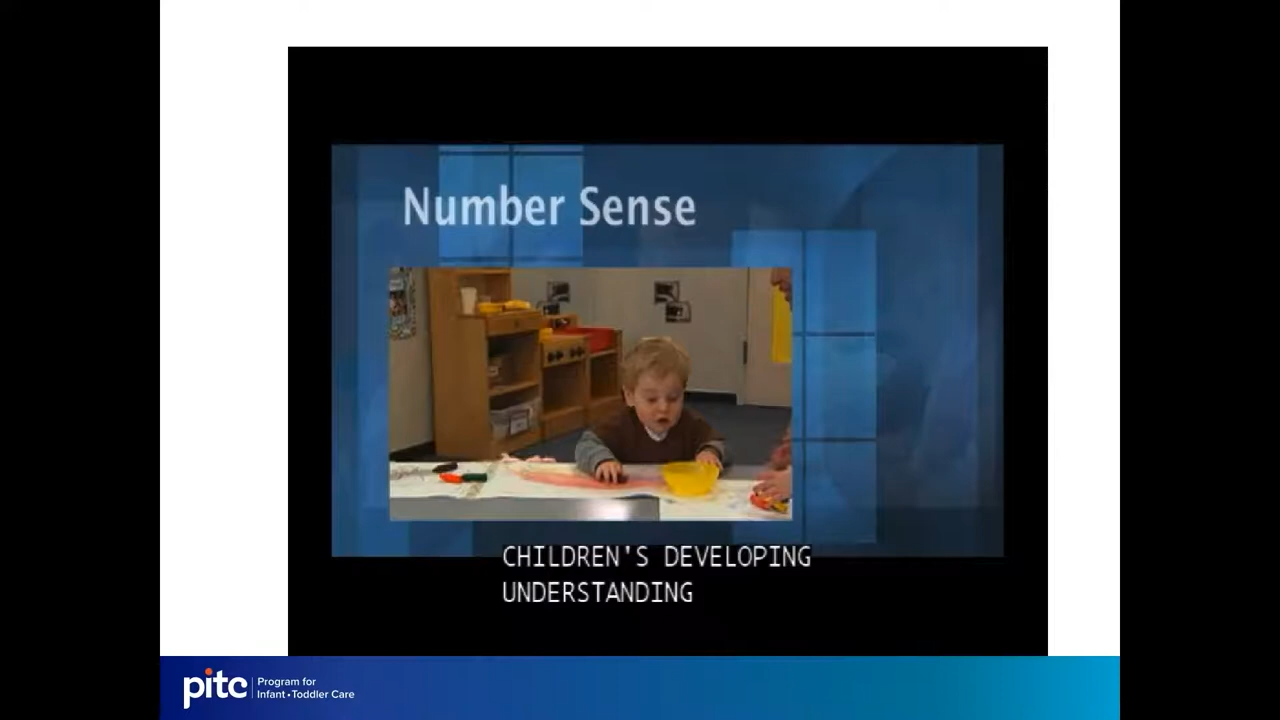 Number Sense
CHILDREN'S DEVELOPING
UNDERSTANDING
pitc
Program for
Infant•Toddler Care